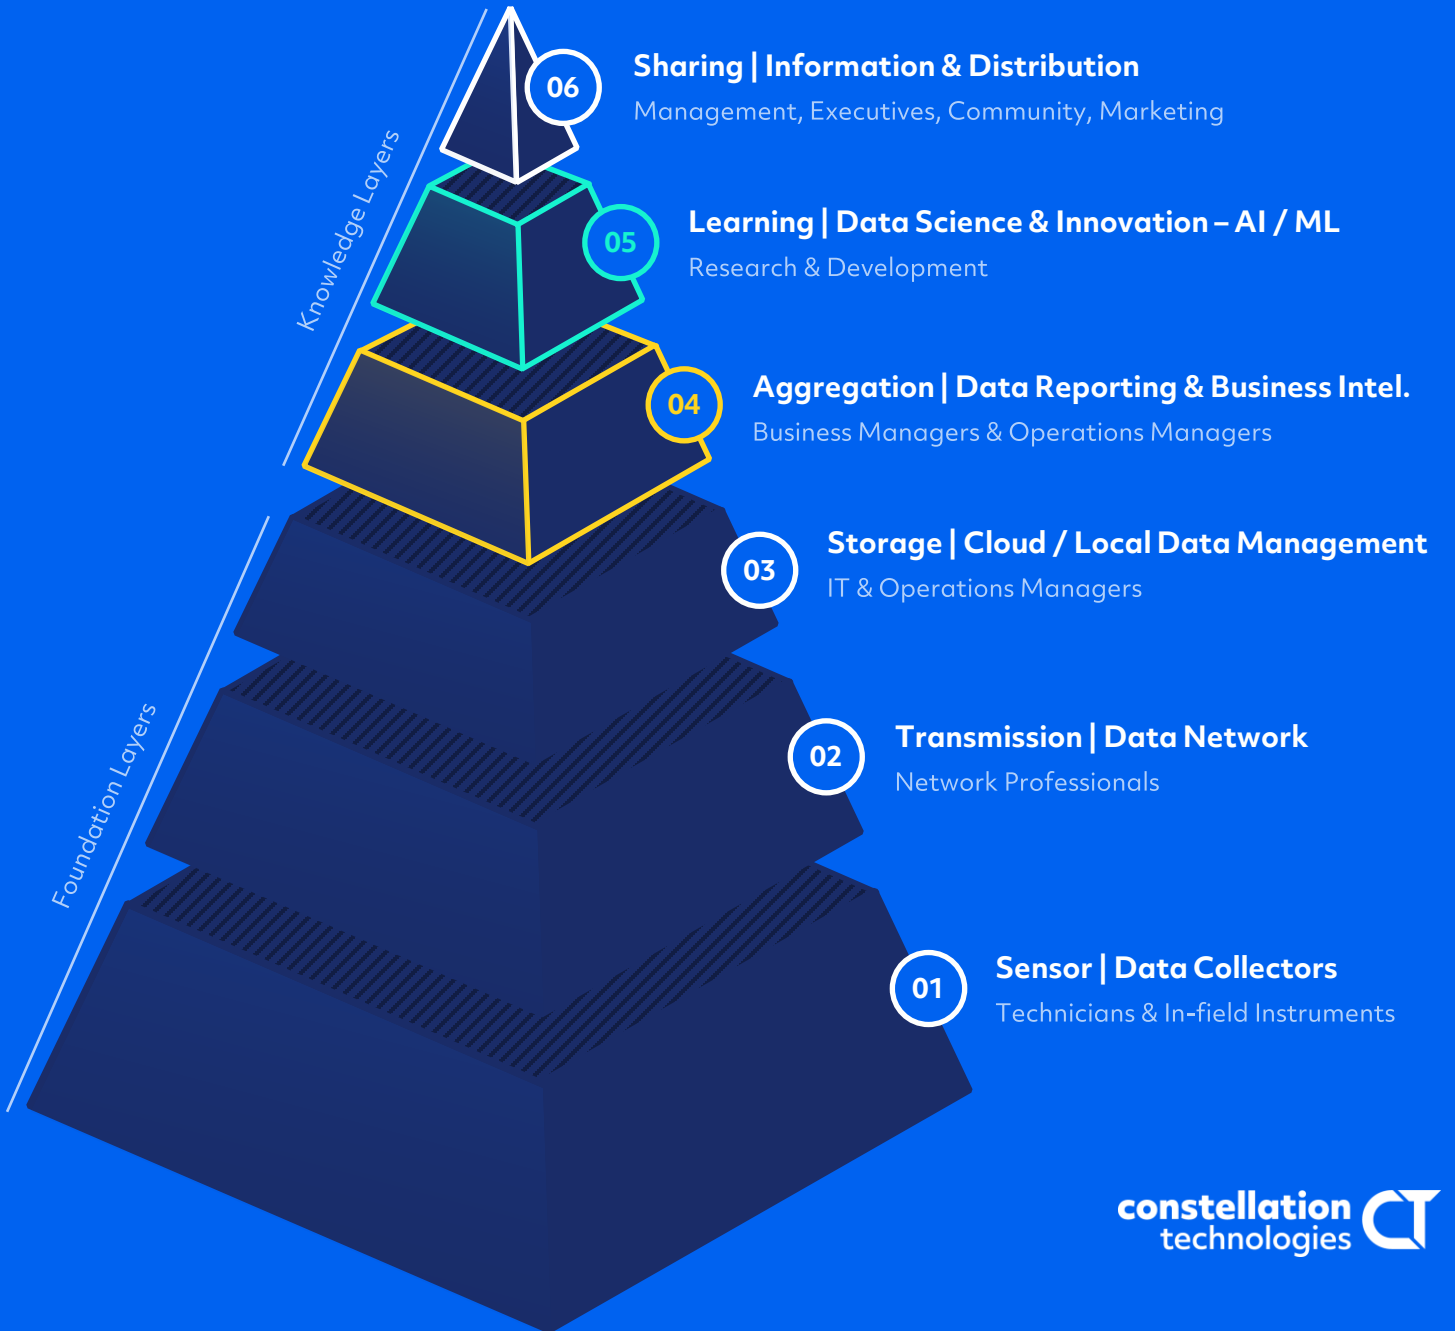 06
Sharing | Information & Distribution
Management, Executives, Community, Marketing
Knowledge Layers
05
Learning | Data Science & Innovation – AI / ML
Research & Development
04
Aggregation | Data Reporting & Business Intel.
Business Managers & Operations Managers
03
Storage | Cloud / Local Data Management
IT & Operations Managers
Foundation Layers
02
Transmission | Data Network
Network Professionals
01
Sensor | Data Collectors
Technicians & In-field Instruments
constellation
technologies
CT